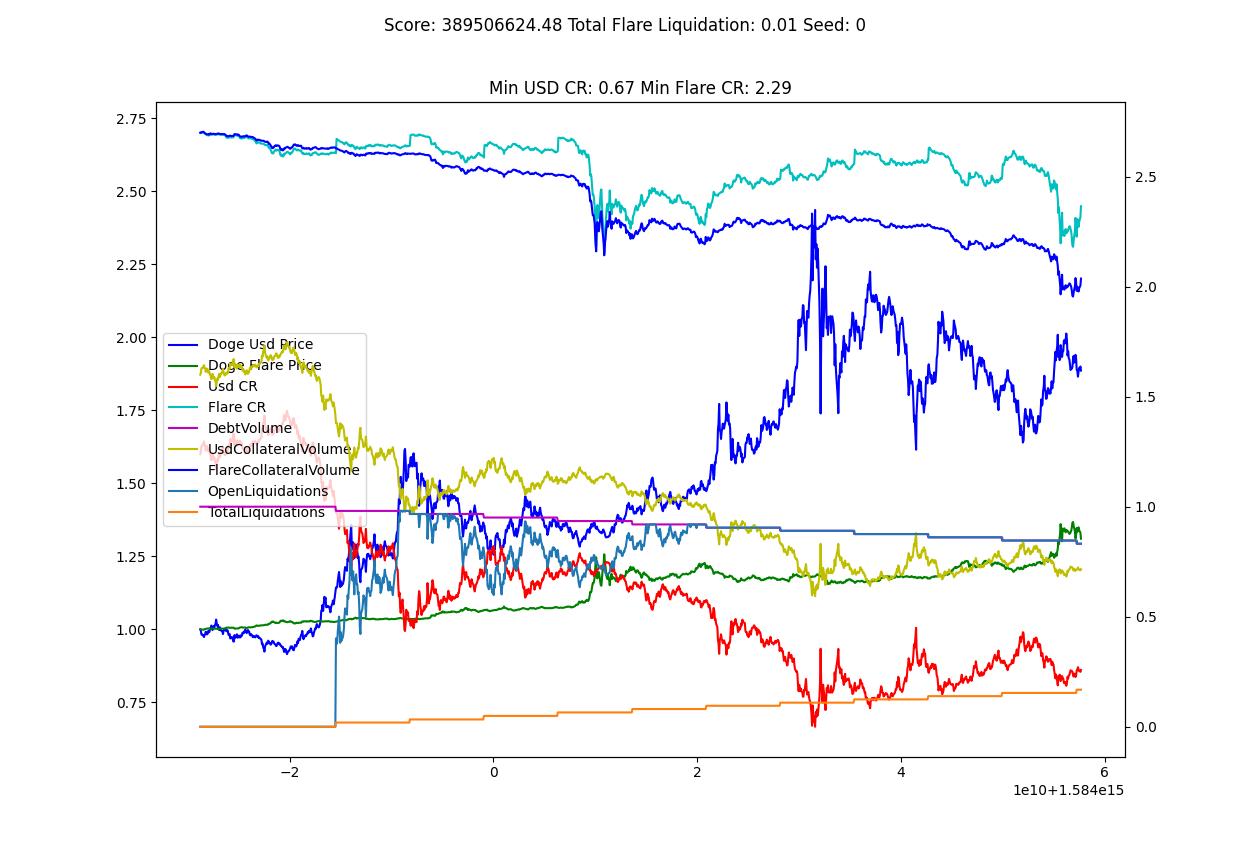 Score: 389506624.48 Total Flare Liquidation: 0.01 Seed: 0
Min USD CR: 0.67 Min Flare CR: 2.29
2.75
2.50
2.25
2.00
1.75
1.50
1.25
1.00
0.75
Doge Usd Price
Doge Flare Price
Usd CR
Flare CR
DebtVolume
UsdCollateralVolume
FlareCollateralVolume
OpenLiquidations
TotalLiquidations
2.5
2.0
1.5
1.0
0.5
0.0
−2 0 2 4 6
1e10+1.584e15